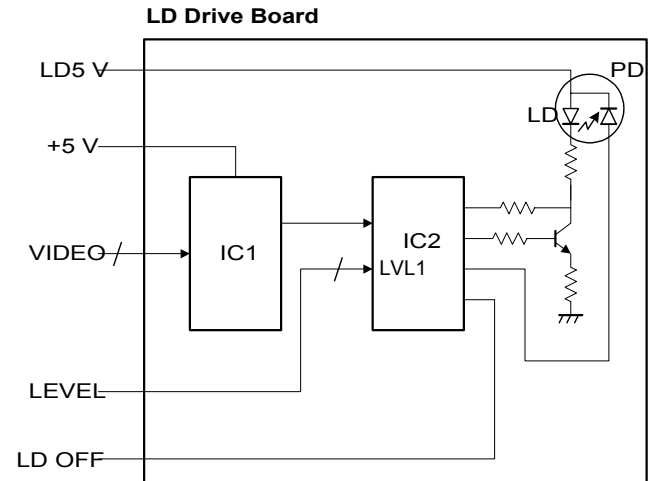 LD Drive Board
LD5 V
PD
LD
+5 V
VIDEO
IC1
IC2
LVL1
LEVEL
LD OFF